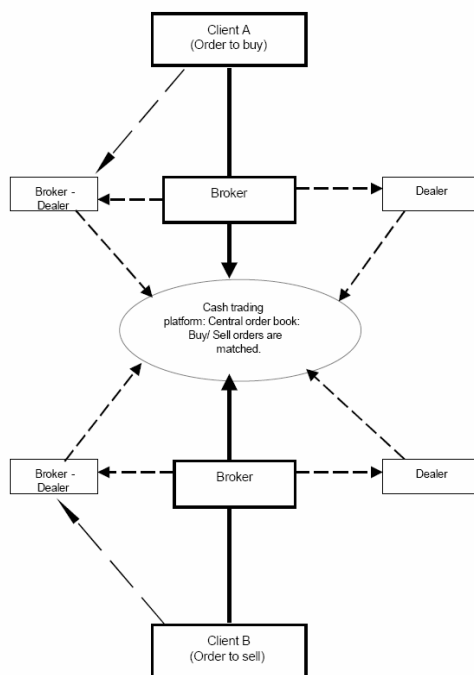 Client A
(Order to buy)
Broker -
Dealer
Broker
Dealer
Cash trading
platform: Central order book:
Buy/ Sell orders are
matched.
Broker -
Dealer
Broker
Dealer
Client B
(Order to sell)